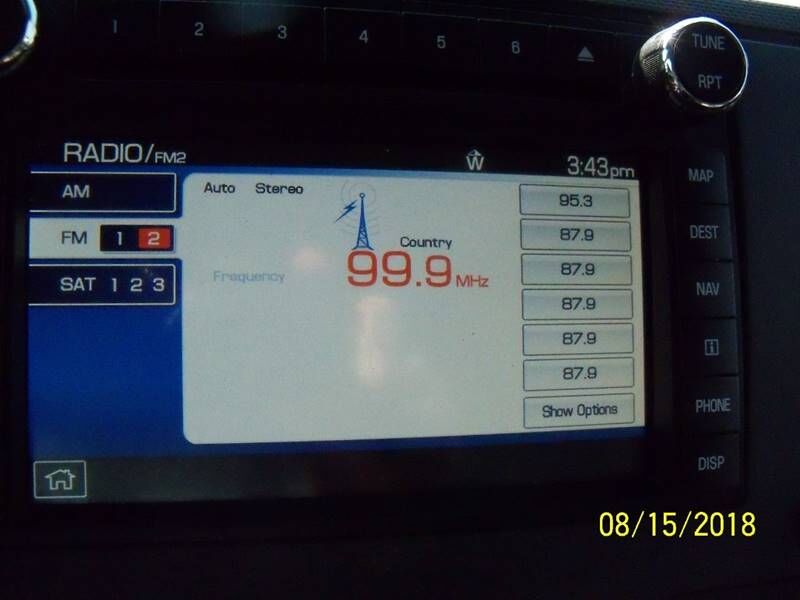 1 2 3 4 5 6
TUNE
RPT
RADIO/FM2
W
3:43pm
AM
FM 1 2
SAT 1 2 3
Auto Stereo
Country
Frequency
99.9 MHz
95.3
87.9
87.9
87.9
87.9
87.9
Show Options
MAP
DEST
NAV
i
PHONE
DISP
08/15/2018